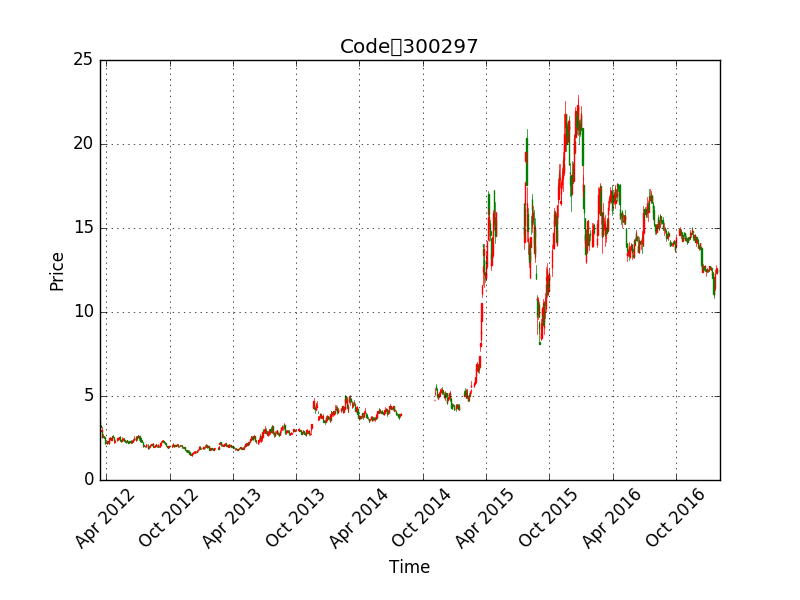 Code▯300297
25
20
15
10
5
0
Price
Apr 2012
Oct 2012
Apr 2013
Oct 2013
Apr 2014
Oct 2014
Apr 2015
Oct 2015
Apr 2016
Oct 2016
Time